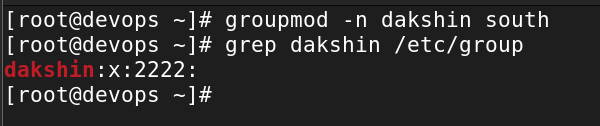 [root@devops ~]# groupmod -n dakshin south
[root@devops ~]# grep dakshin /etc/group
dakshin:x:2222:
[root@devops ~]#